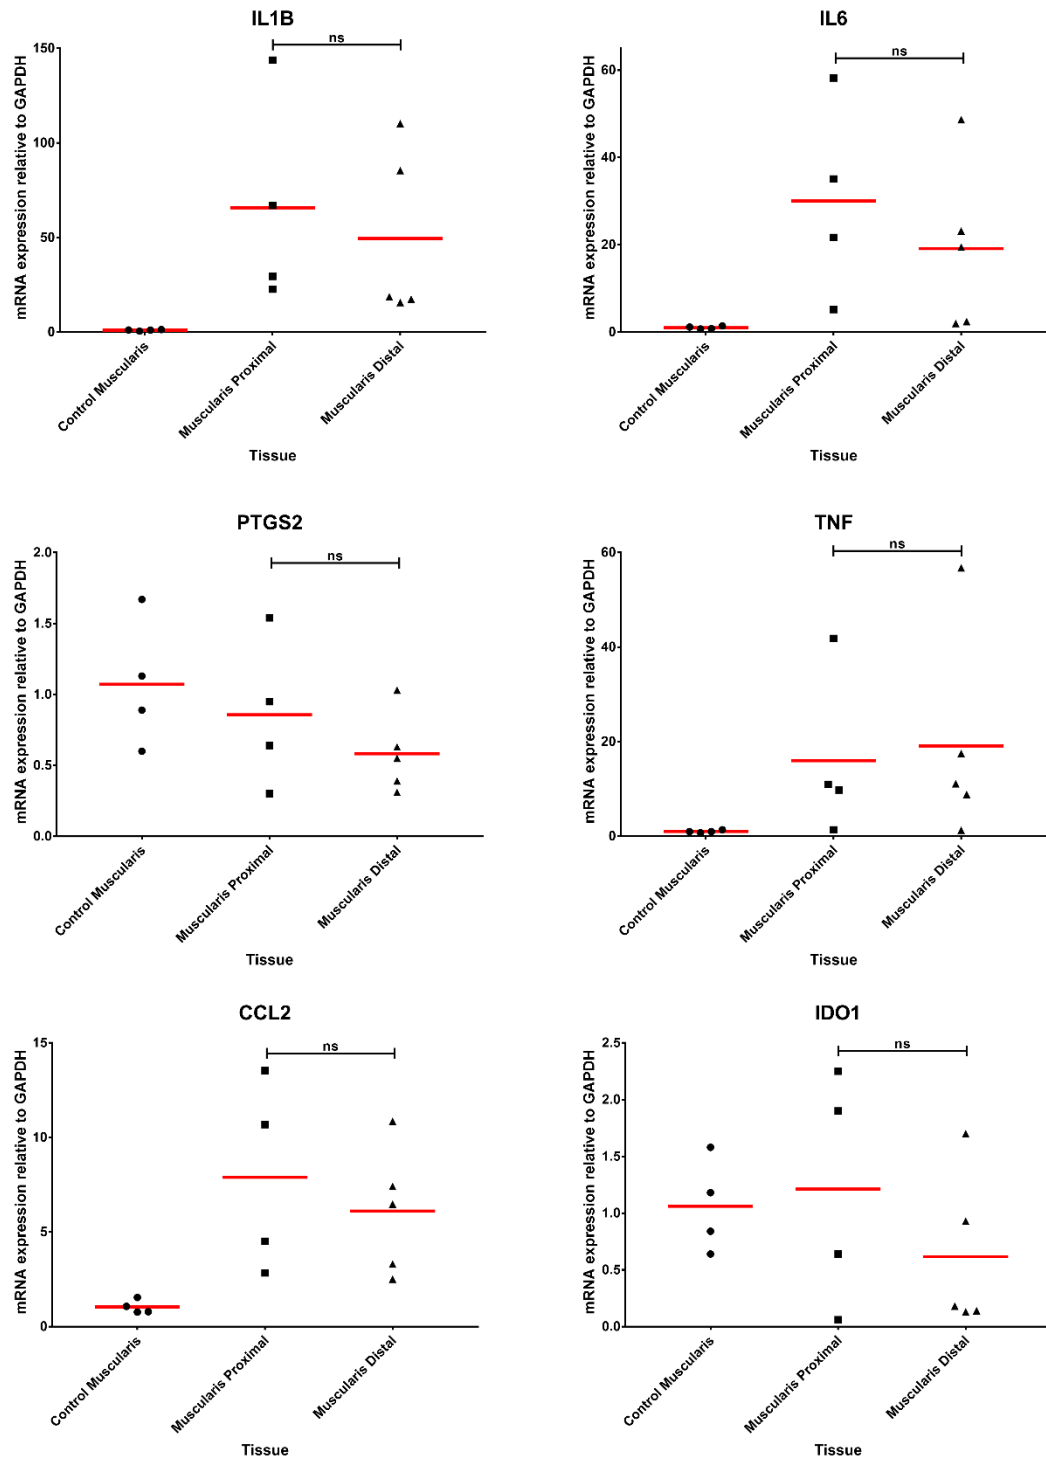 IL1B
ns
mRNA expression relative to GAPDH
150
100
50
0
Control Muscularis
Muscularis Proximal
Muscularis Distal
Tissue
IL6
ns
mRNA expression relative to GAPDH
60
40
20
0
Control Muscularis
Muscularis Proximal
Muscularis Distal
Tissue
PTGS2
ns
mRNA expression relative to GAPDH
2.0
1.5
1.0
0.5
0.0
Control Muscularis
Muscularis Proximal
Muscularis Distal
Tissue
TNF
ns
mRNA expression relative to GAPDH
60
40
20
0
Control Muscularis
Muscularis Proximal
Muscularis Distal
Tissue
CCL2
ns
mRNA expression relative to GAPDH
15
10
5
0
Control Muscularis
Muscularis Proximal
Muscularis Distal
Tissue
IDO1
ns
mRNA expression relative to GAPDH
2.5
2.0
1.5
1.0
0.5
0.0
Control Muscularis
Muscularis Proximal
Muscularis Distal
Tissue